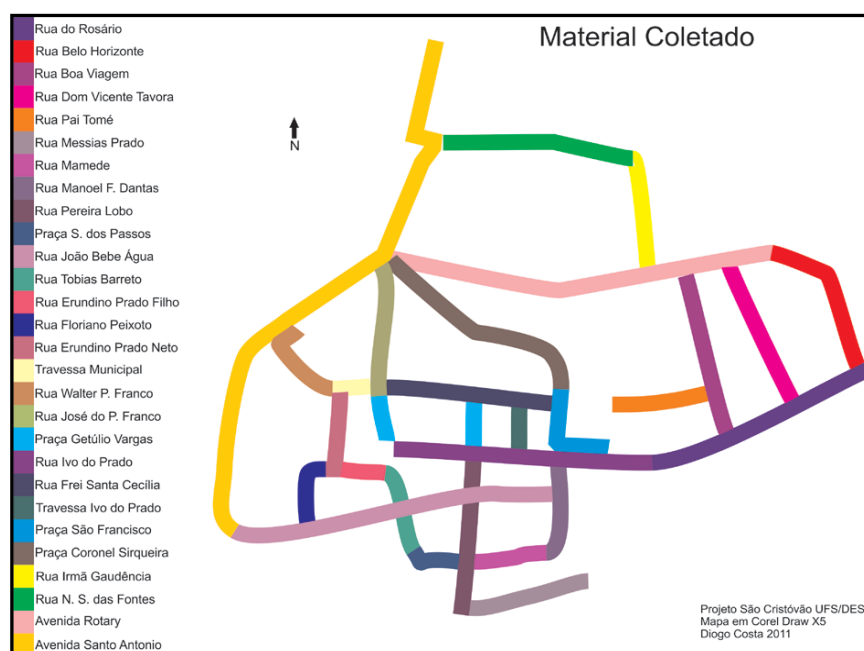 Material Coletado
Rua do Rosário
Rua Belo Horizonte
Rua Boa Viagem
Rua Dom Vicente Tavora
Rua Pai Tomé
Rua Messias Prado
Rua Mamede
Rua Manoel F. Dantas
Rua Pereira Lobo
Praça S. dos Passos
Rua João Bebe Água
Rua Tobias Barreto
Rua Erundino Prado Filho
Rua Floriano Peixoto
Rua Erundino Prado Neto
Travessa Municipal
Rua Walter P. Franco
Rua José do P. Franco
Praça Getúlio Vargas
Rua Ivo do Prado
Rua Frei Santa Cecília
Travessa Ivo do Prado
Praça São Francisco
Praça Coronel Sirqueira
Rua Irmã Gaudência
Rua N. S. das Fontes
Avenida Rotary
Avenida Santo Antonio
N
Projeto São Cristóvão UFS/DES
Mapa em Corel Draw X5
Diogo Costa 2011